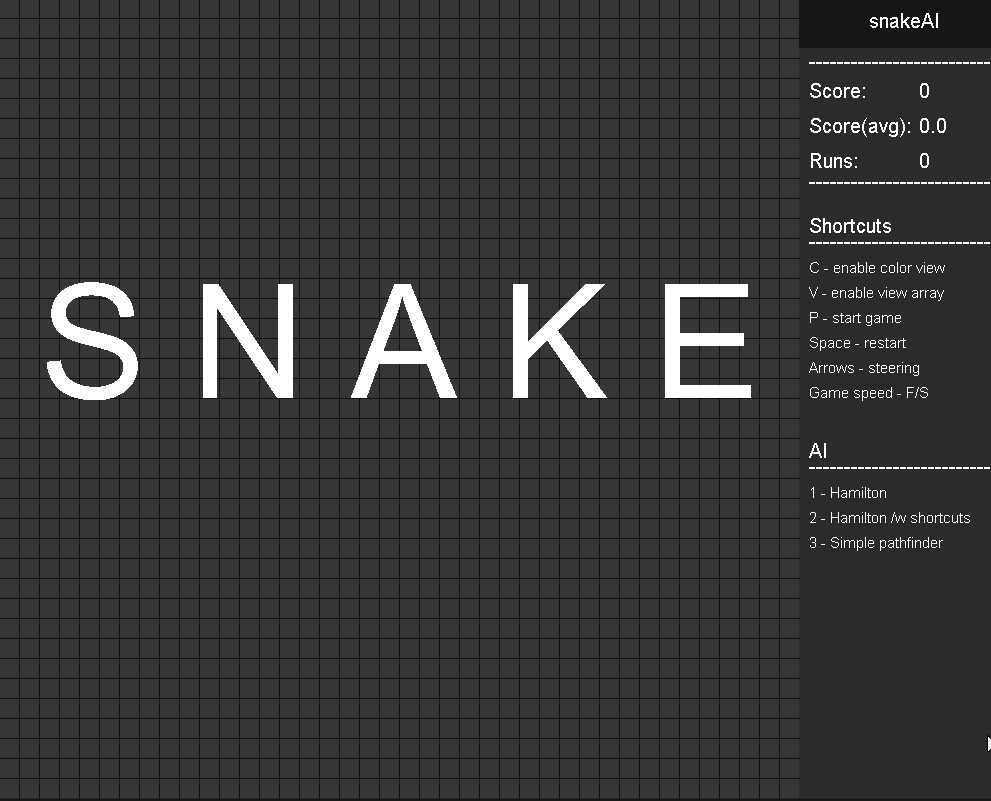 snakeAI
Score: 0
Score(avg): 0.0
Runs: 0
Shortcuts
C - enable color view
V - enable view array
P - start game
Space - restart
Arrows - steering
Game speed - F/S
AI
1 - Hamilton
2 - Hamilton /w shortcuts
3 - Simple pathfinder
SNAKE